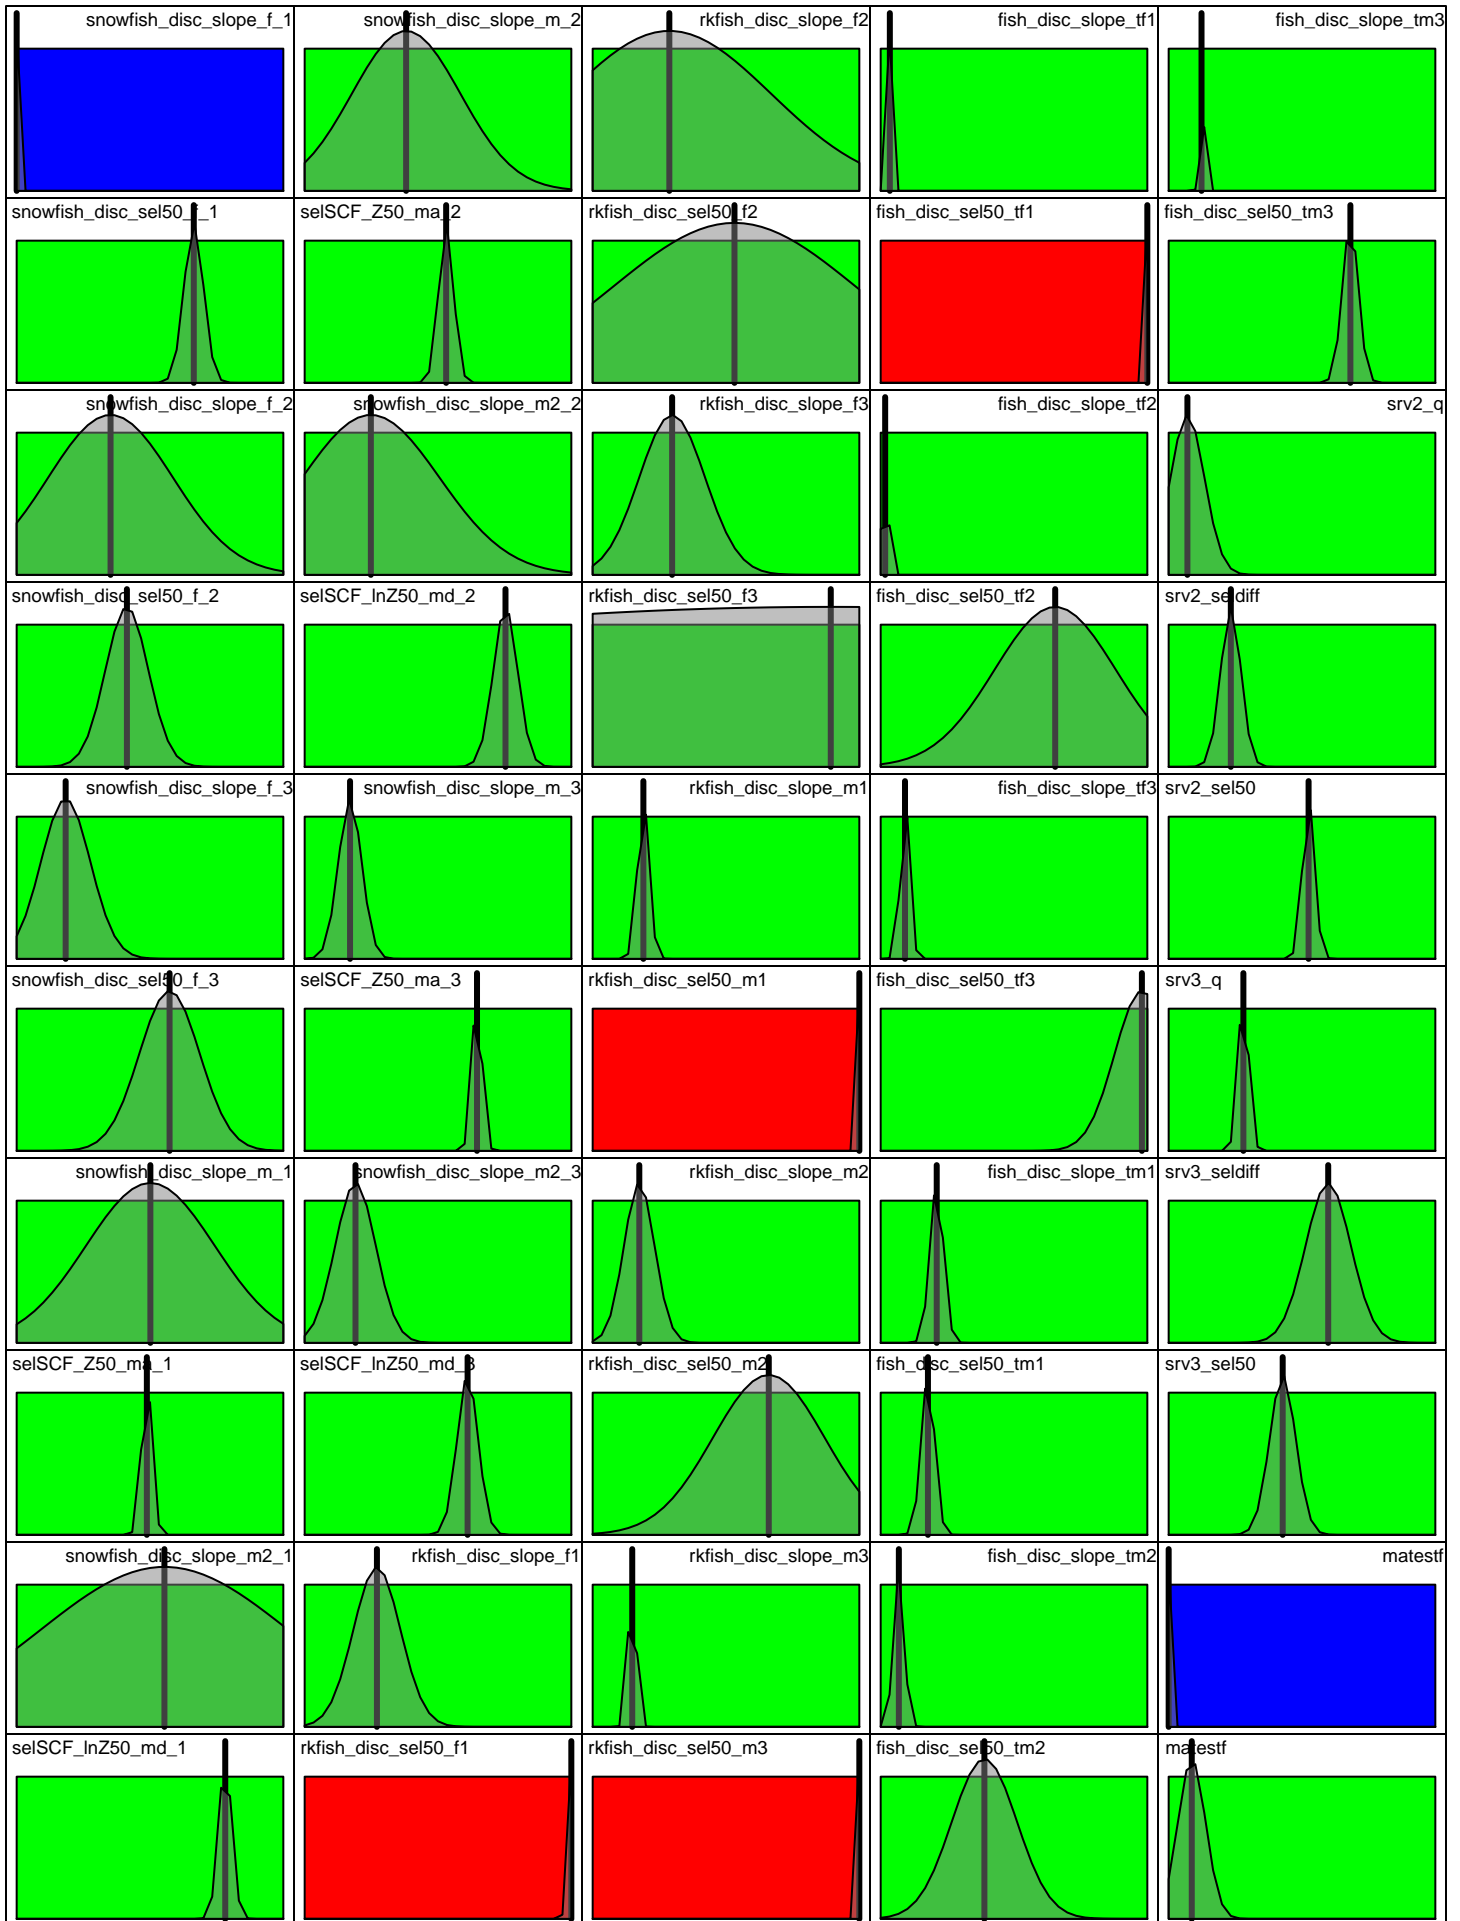 snowfish_disc_slope_f_1
snowfish_disc_slope_m_2
rkfish_disc_slope_f2
fish_disc_slope_tf1
fish_disc_slope_tm3
snowfish_disc_sel50_f_1
selSCF_Z50_ma_2
rkfish_disc_sel50_f2
fish_disc_sel50_tf1
fish_disc_sel50_tm3
snowfish_disc_slope_f_2
snowfish_disc_slope_m2_2
rkfish_disc_slope_f3
fish_disc_slope_tf2
srv2_q
snowfish_disc_sel50_f_2
selSCF_lnZ50_md_2
rkfish_disc_sel50_f3
fish_disc_sel50_tf2
srv2_seldiff
snowfish_disc_slope_f_3
snowfish_disc_slope_m_3
rkfish_disc_slope_m1
fish_disc_slope_tf3
srv2_sel50
snowfish_disc_sel50_f_3
selSCF_Z50_ma_3
rkfish_disc_sel50_m1
fish_disc_sel50_tf3
srv3_q
snowfish_disc_slope_m_1
snowfish_disc_slope_m2_3
rkfish_disc_slope_m2
fish_disc_slope_tm1
srv3_seldiff
selSCF_Z50_ma_1
selSCF_lnZ50_md_3
rkfish_disc_sel50_m2
fish_disc_sel50_tm1
srv3_sel50
snowfish_disc_slope_m2_1
rkfish_disc_slope_f1
rkfish_disc_slope_m3
fish_disc_slope_tm2
matestf
selSCF_lnZ50_md_1
rkfish_disc_sel50_f1
rkfish_disc_sel50_m3
fish_disc_sel50_tm2
matestf